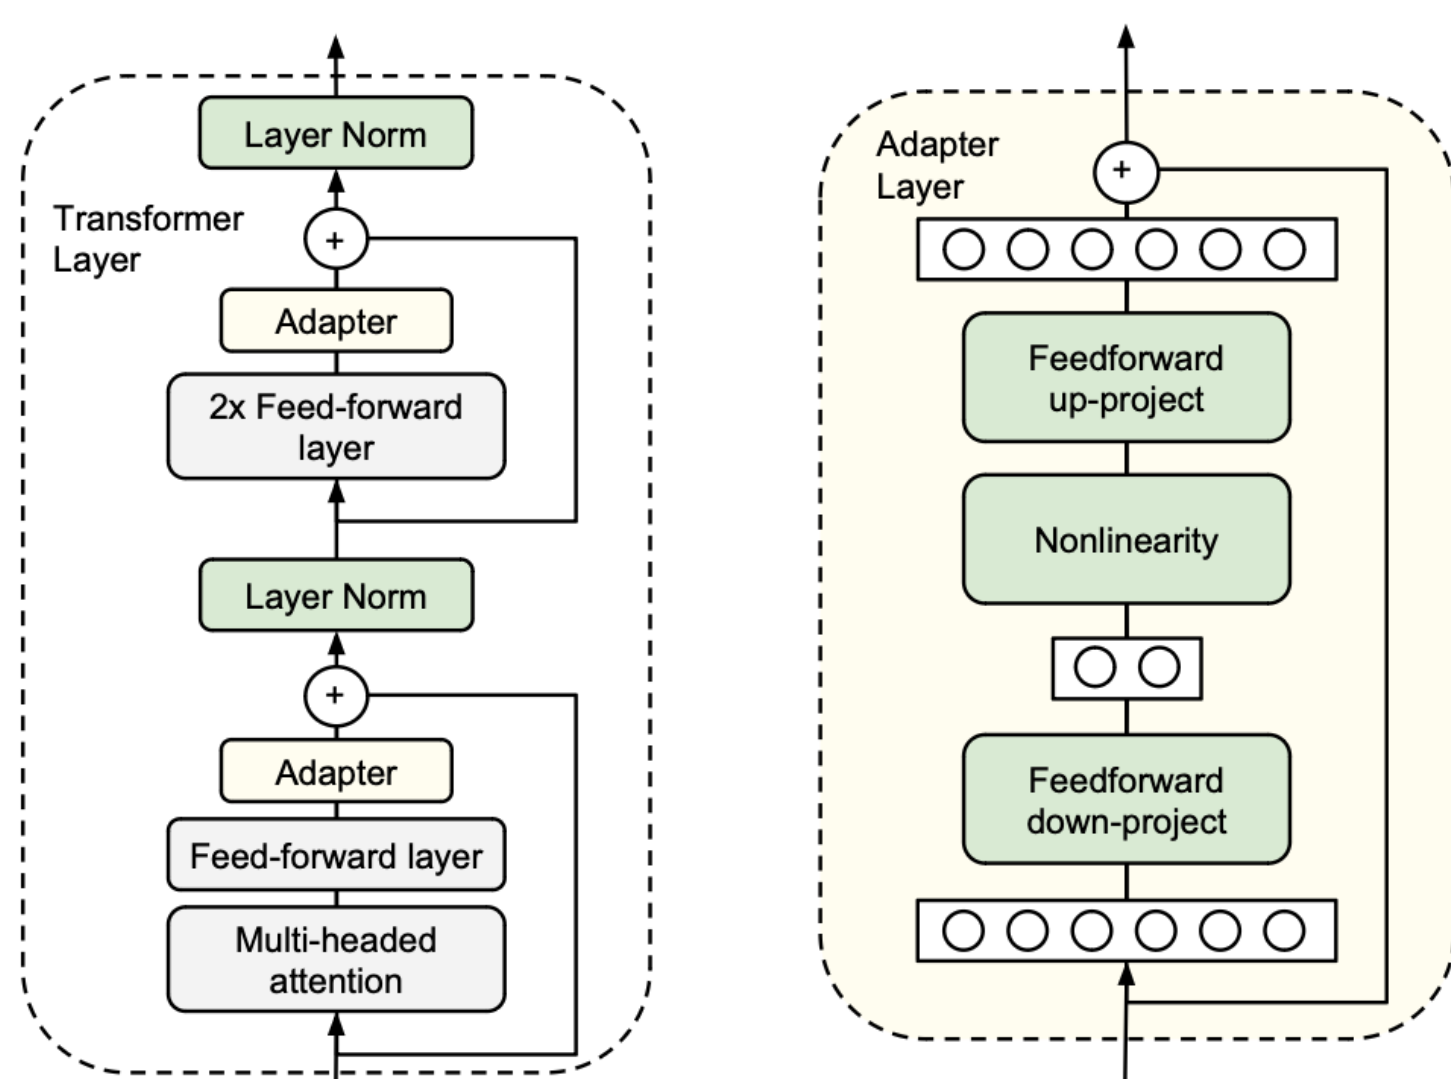 Layer Norm
Transformer
Layer
+
Adapter
2x Feed-forward
layer
Layer Norm
+
Adapter
Feed-forward layer
Multi-headed
attention
Adapter
Layer
+
Feedforward
up-project
Nonlinearity
Feedforward
down-project